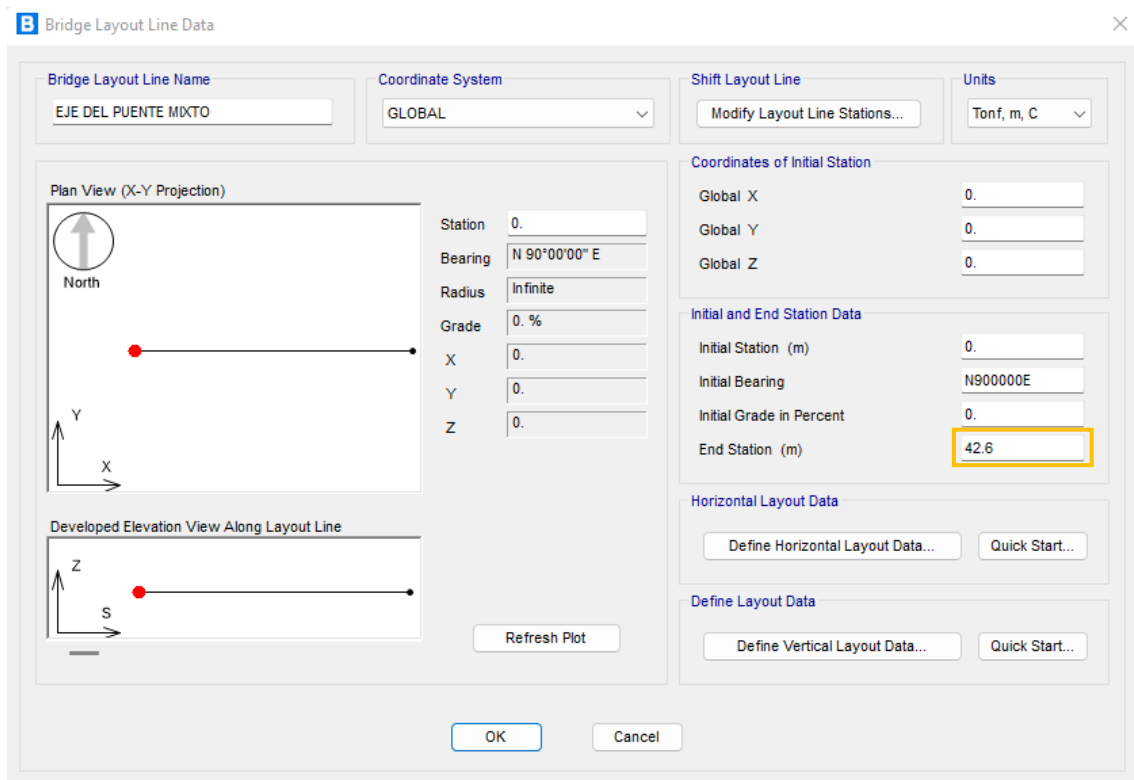 B Bridge Layout Line Data
Bridge Layout Line Name
EJE DEL PUENTE MIXTO
Coordinate System
GLOBAL
Shift Layout Line
Modify Layout Line Stations...
Units
Tonf, m, C
Plan View (X-Y Projection)
North
Y
X
Station 0.
Bearing N 90°00'00" E
Radius Infinite
Grade 0. %
X 0.
Y 0.
Z 0.
Coordinates of Initial Station
Global X 0.
Global Y 0.
Global Z 0.
Initial and End Station Data
Initial Station (m) 0.
Initial Bearing N900000E
Initial Grade in Percent 0.
End Station (m) 42.6
Developed Elevation View Along Layout Line
Z
S
Refresh Plot
Horizontal Layout Data
Define Horizontal Layout Data... Quick Start...
Define Layout Data
Define Vertical Layout Data... Quick Start...
OK Cancel